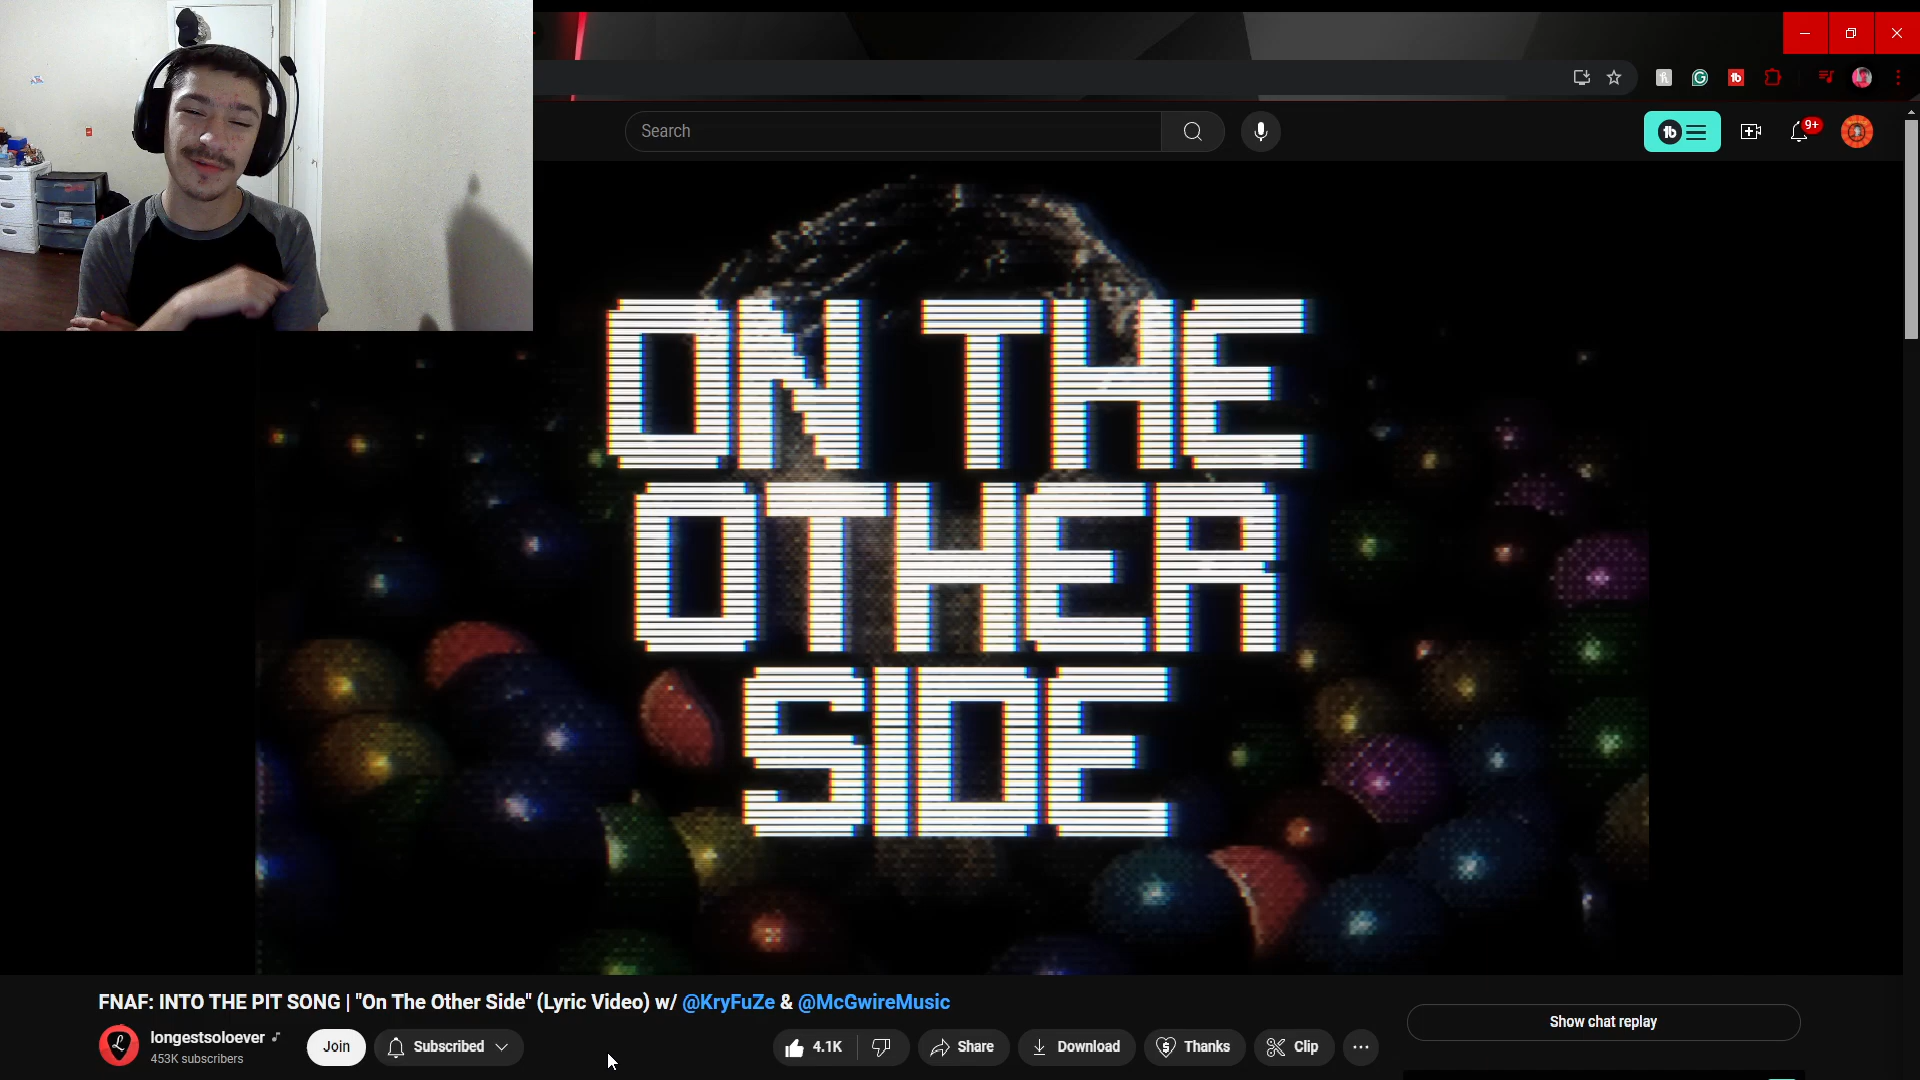 Search
9+
ON THE
OTHER
SIDE
FNAF: INTO THE PIT SONG | "On The Other Side" (Lyric Video) w/ @KryFuZe & @McGwireMusic
longestsoloever
453K subscribers
Join
Subscribed
4.1K
Share
Download
Thanks
Clip
Show chat replay